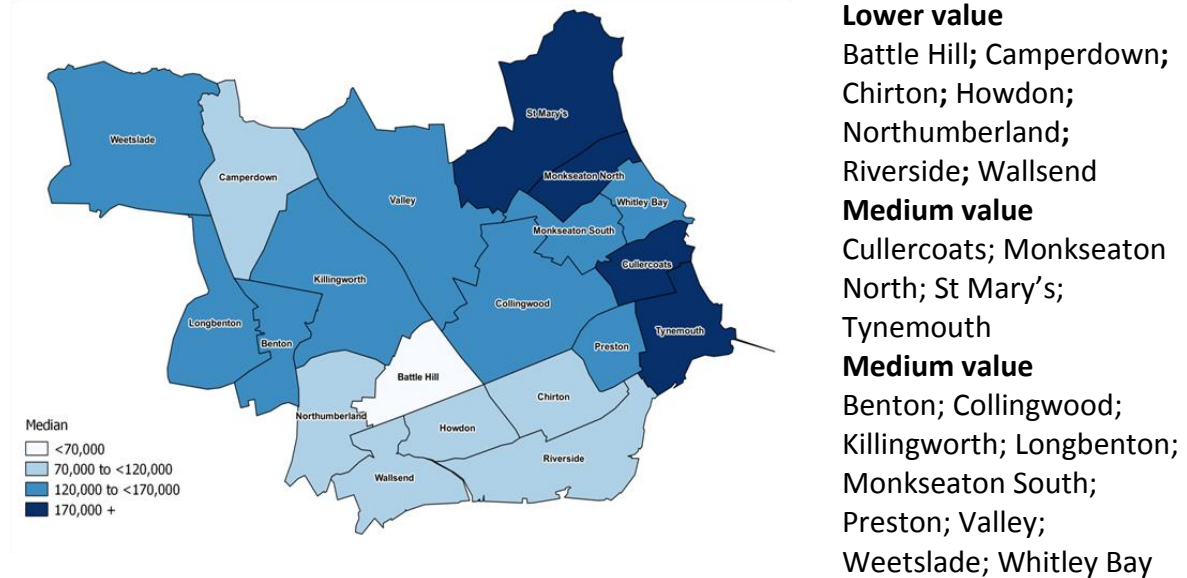 St Mary's
Weetslade
Camperdown
Monkseaton North
Valley
Whitley Bay
Monkseaton South
Cullercoats
Killingworth
Collingwood
Longbenton
Tynemouth
Benton
Preston
Battle Hill
Chirton
Northumberland
Howdon
Riverside
Wallsend
Median
<70,000
70,000 to <120,000
120,000 to <170,000
170,000 +
Lower value
Battle Hill; Camperdown;
Chirton; Howdon;
Northumberland;
Riverside; Wallsend
Medium value
Cullercoats; Monkseaton
North; St Mary’s;
Tynemouth
Medium value
Benton; Collingwood;
Killingworth; Longbenton;
Monkseaton South;
Preston; Valley;
Weetslade; Whitley Bay